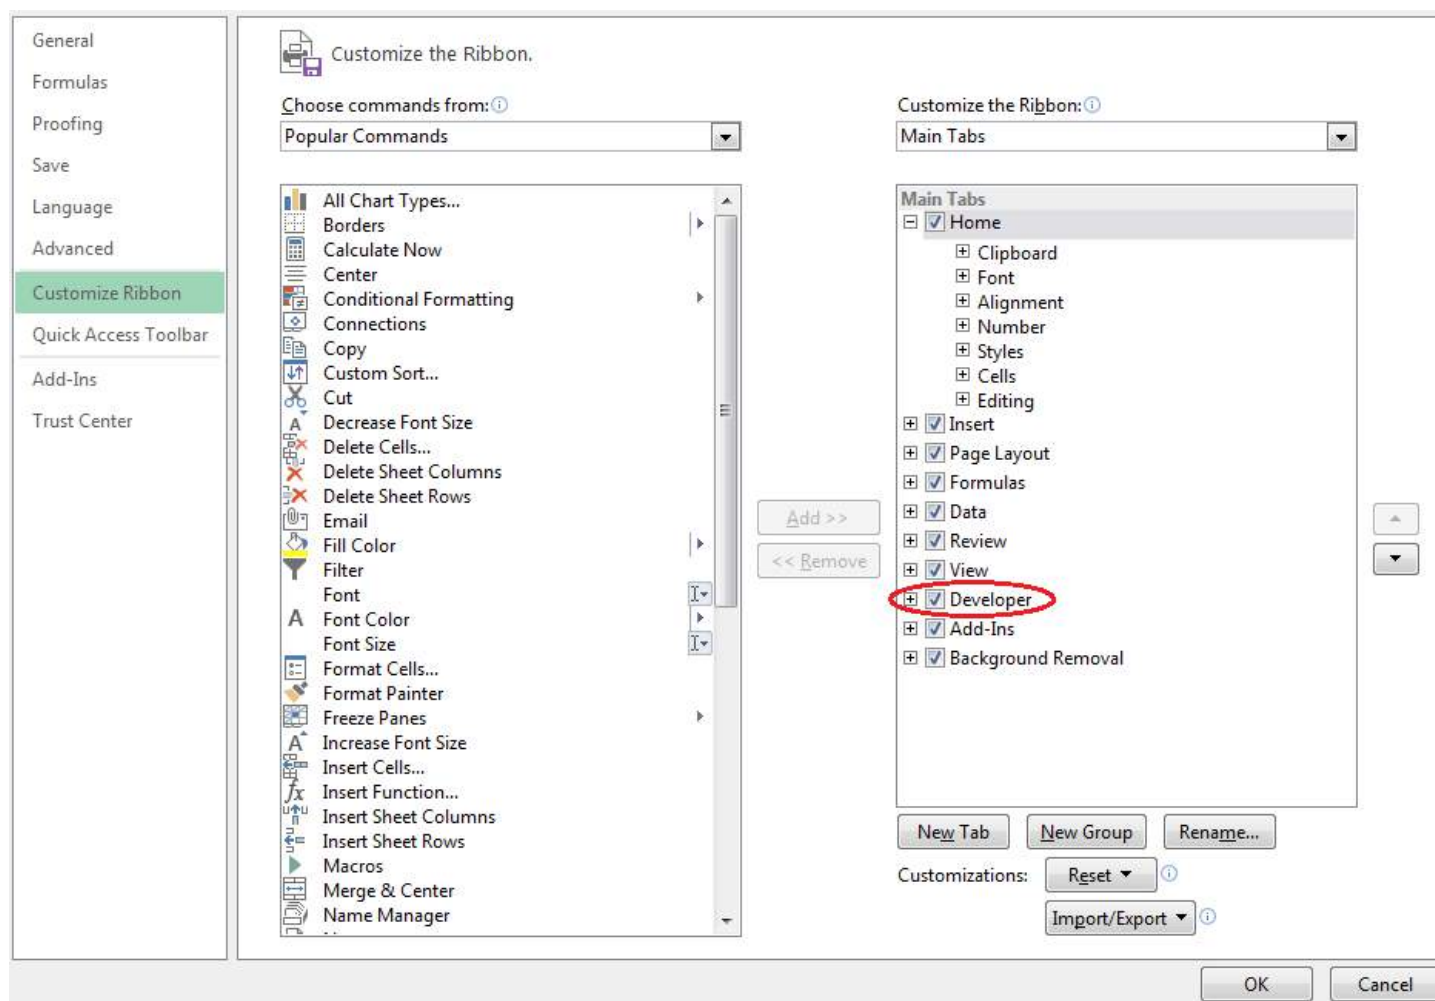 General
Formulas
Proofing
Save
Language
Advanced
Customize Ribbon
Quick Access Toolbar
Add-Ins
Trust Center
Customize the Ribbon.
Choose commands from:
Popular Commands
All Chart Types...
Borders
Calculate Now
Center
Conditional Formatting
Connections
Copy
Custom Sort...
Cut
Decrease Font Size
Delete Cells...
Delete Sheet Columns
Delete Sheet Rows
Email
Fill Color
Filter
Font
Font Color
Font Size
Format Cells...
Format Painter
Freeze Panes
Increase Font Size
Insert Cells...
Insert Function...
Insert Sheet Columns
Insert Sheet Rows
Macros
Merge & Center
Name Manager
Add >>
<< Remove
Customize the Ribbon:
Main Tabs
Main Tabs
Home
Clipboard
Font
Alignment
Number
Styles
Cells
Editing
Insert
Page Layout
Formulas
Data
Review
View
Developer
Add-Ins
Background Removal
New Tab
New Group
Rename...
Customizations:
Reset
Import/Export
OK
Cancel